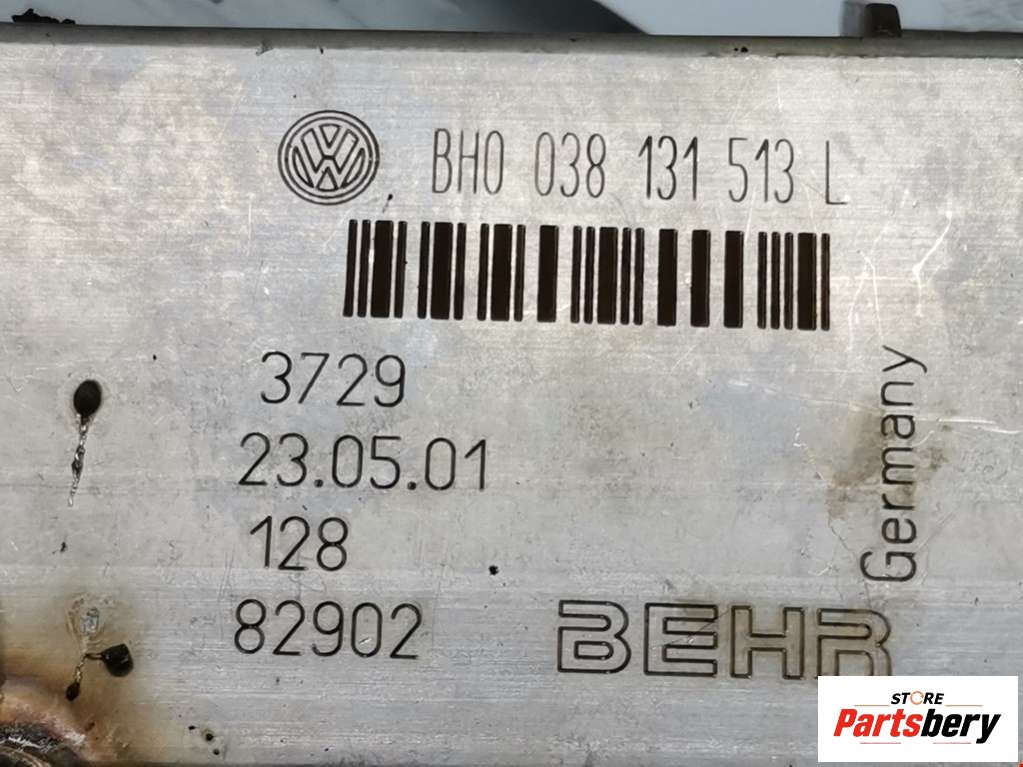 BH0 038 131 513 L
3729
23.05.01
128
82902
Germany
BEHR
STORE
Partsbery